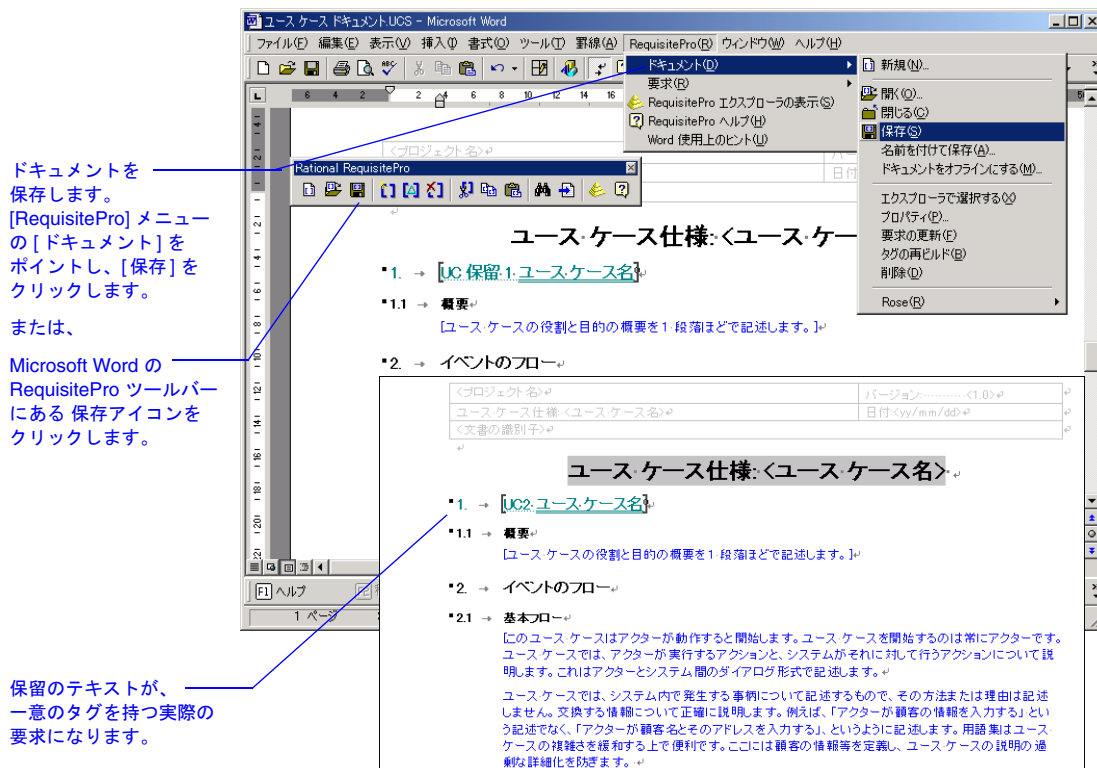 ユース ケース ドキュメント.UCS - Microsoft Word
ファイル(F) 編集(E) 表示(V) 挿入(I) 書式(O) ツール(T) 罫線(A) RequisitePro(R) ウィンドウ(W) ヘルプ(H)
ドキュメント(D)
要求(R)
RequisitePro エクスプローラの表示(S)
RequisitePro ヘルプ(H)
Word 使用上のヒント(U)
新規(N)...
開く(O)...
閉じる(C)
保存(S)
名前を付けて保存(A)...
ドキュメントをオフラインにする(M)...
エクスプローラで選択する(X)
プロパティ(P)...
要求の更新(F)
タグの再ビルド(B)
削除(D)
Rose(R)
6 4 2 2 4 6 8 10 12 14 16
ドキュメントを
保存します。
[RequisitePro] メニュー
の [ドキュメント] を
ポイントし、[保存] を
クリックします。
または、
Microsoft Word の
RequisitePro ツールバー
にある 保存アイコンを
クリックします。
<プロジェクト名>
日付
Rational RequisitePro
ユース ケース仕様: <ユース ケー
1. → [UC 保留 1 ユース ケース名]
1.1 → 概要
[ユース ケースの役割と目的の概要を1 段落ほどで記述します。]
2. → イベントのフロー
<プロジェクト名> バージョン: <1.0>
ユース ケース仕様: <ユース ケース名> 日付:<yy/mm/dd>
<文書の識別子>
ユース ケース仕様: <ユース ケース名>
1. → [UC2 ユース ケース名]
1.1 → 概要
[ユース ケースの役割と目的の概要を1 段落ほどで記述します。]
2. → イベントのフロー
2.1 → 基本フロー
[このユース ケースはアクターが動作すると開始します。ユース ケースを開始するのは常にアクターです。
ユース ケースでは、アクターが実行するアクションと、システムがそれに対して行うアクションについて説
明します。これはアクターとシステム間のダイアログ形式で記述します。
ユース ケースでは、システム内で発生する事柄について記述するもので、その方法または理由は記述
しません。交換する情報について正確に説明します。例えば、「アクターが顧客の情報を入力する」とい
う記述でなく、「アクターが顧客名とそのアドレスを入力する」、というように記述します。用語集はユース
ケースの複雑さを緩和する上で便利です。ここには顧客の情報等を定義し、ユース ケースの説明の過
剰な詳細化を防ぎます。
F1 ヘルプ
1 ページ
保留のテキストが、
一意のタグを持つ実際の
要求になります。